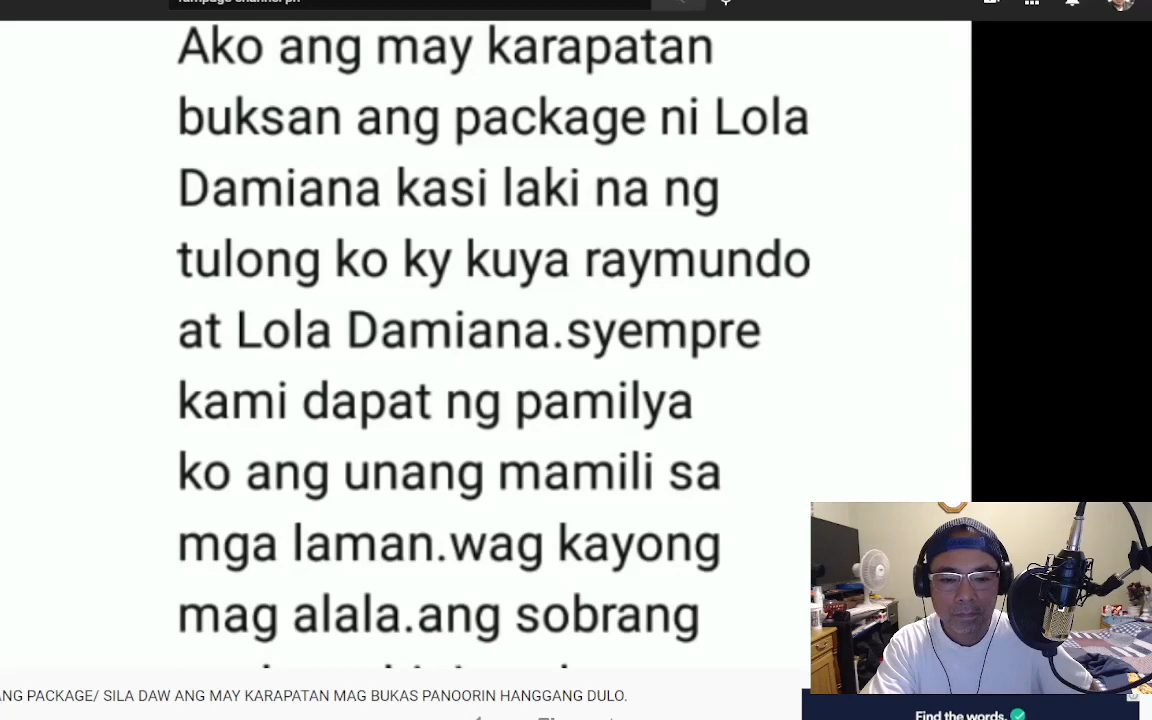 Ako ang may karapatan
buksan ang package ni Lola
Damiana kasi laki na ng
tulong ko ky kuya raymundo
at Lola Damiana.syempre
kami dapat ng pamilya
ko ang unang mamili sa
mga laman.wag kayong
mag alala.ang sobrang
ANG PACKAGE/ SILA DAW ANG MAY KARAPATAN MAG BUKAS PANOORIN HANGGANG DULO.
Find the words.